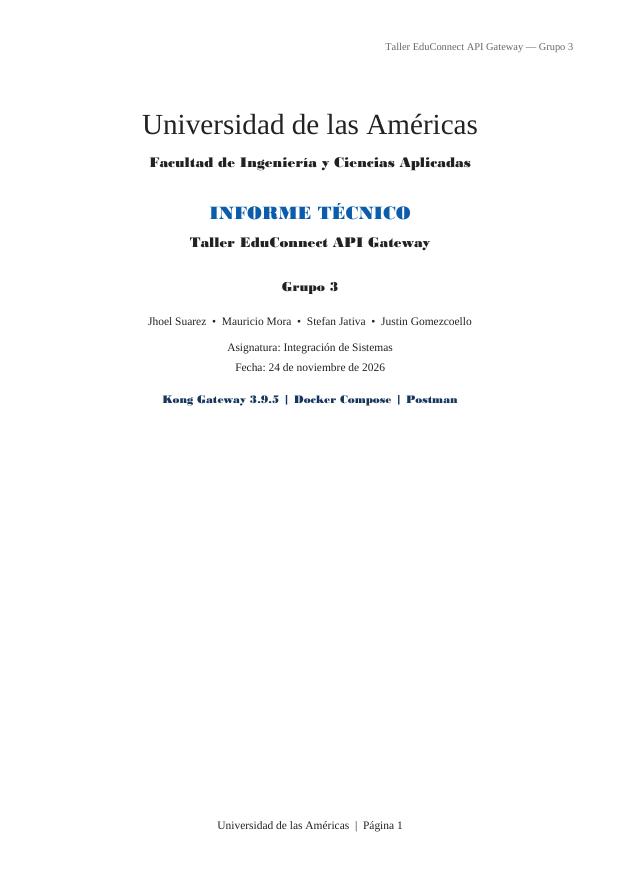 Taller EduConnect API Gateway — Grupo 3
Universidad de las Américas
Facultad de Ingeniería y Ciencias Aplicadas
INFORME TÉCNICO
Taller EduConnect API Gateway
Grupo 3
Jhoel Suarez • Mauricio Mora • Stefan Jativa • Justin Gomezcoello
Asignatura: Integración de Sistemas
Fecha: 24 de noviembre de 2026
Kong Gateway 3.9.5 | Docker Compose | Postman
Universidad de las Américas | Página 1